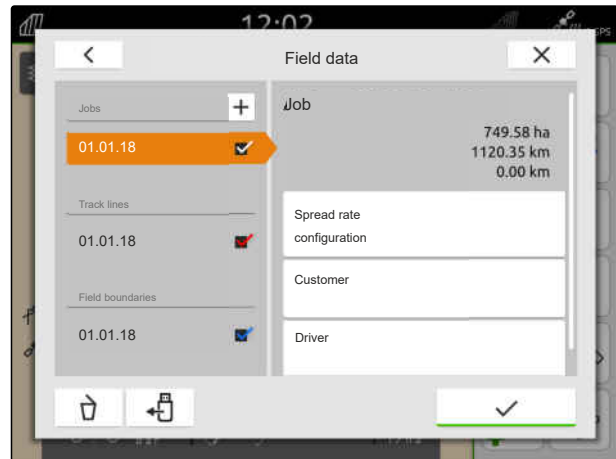 12:02
GPS
Field data
Jobs
+
01.01.18
Track lines
01.01.18
Field boundaries
01.01.18
Job
749.58 ha
1120.35 km
0.00 km
Spread rate
configuration
Customer
Driver